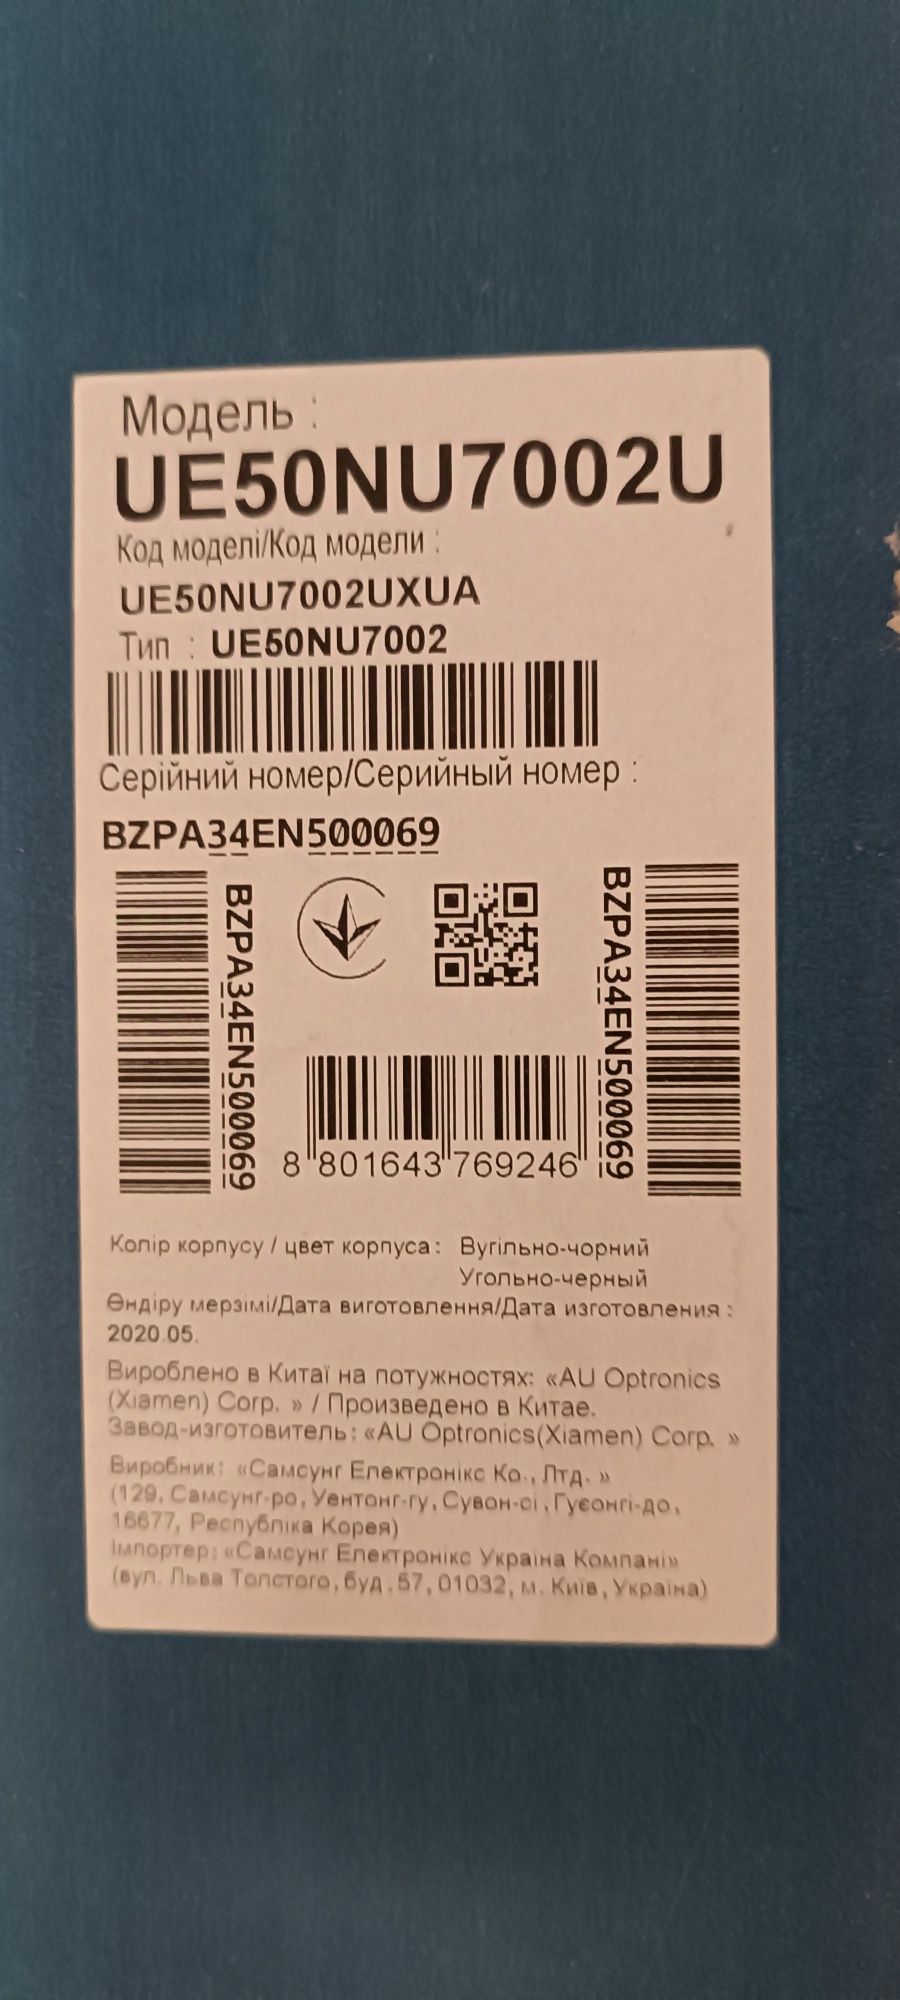 Модель :
UE50NU7002U
Код моделі/Код модели :
UE50NU7002UXUA
Тип : UE50NU7002
Серійний номер/Серийный номер :
BZPA34EN500069
BZPA34EN500069
BZPA34EN500069
8 801643 769246
Колір корпусу / цвет корпуса : Вугільно-чорний
Угольно-черный
Өндіру мерзімі/Дата виготовлення/Дата изготовления :
2020.05.
Вироблено в Китаї на потужностях: «AU Optronics
(Xiamen) Corp. » / Произведено в Китае.
Завод-изготовитель: «AU Optronics(Xiamen) Corp. »
Виробник: «Самсунг Електронікс Ко., Лтд. »
(129, Самсунг-ро, Уентонг-гу, Сувон-сі , Гуєонгі-до,
16677, Республіка Корея)
Імпортер: «Самсунг Електронікс Україна Компані»
(вул. Льва Толстого, буд. 57, 01032, м. Київ, Україна)